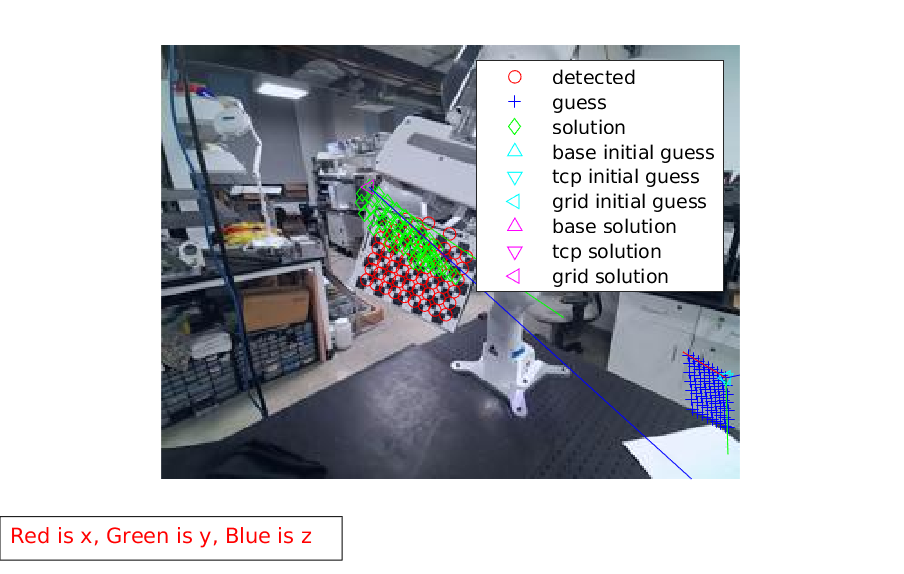 detected
guess
solution
base initial guess
tcp initial guess
grid initial guess
base solution
tcp solution
grid solution
Red is x, Green is y, Blue is z